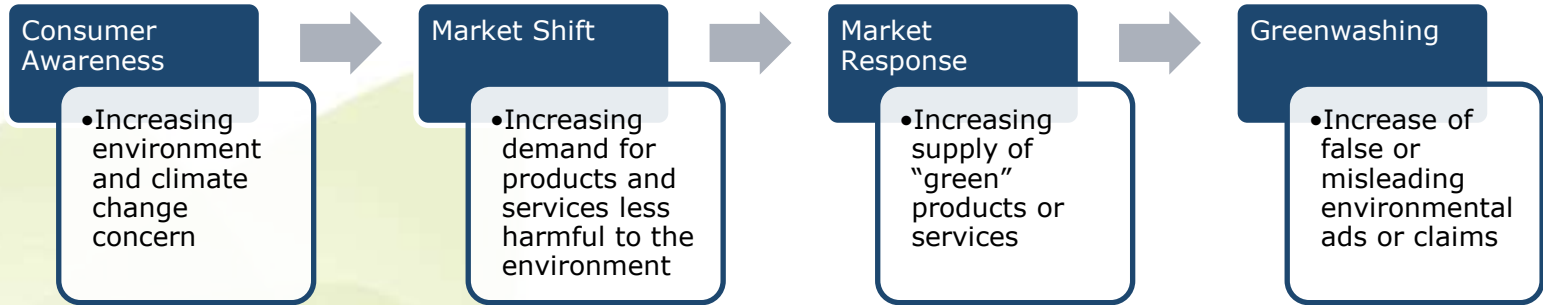 Consumer
Awareness
•Increasing
environment
and climate
change
concern
Market Shift
•Increasing
demand for
products and
services less
harmful to the
environment
Market
Response
•Increasing
supply of
“green”
products or
services
Greenwashing
•Increase of
false or
misleading
environmental
ads or claims